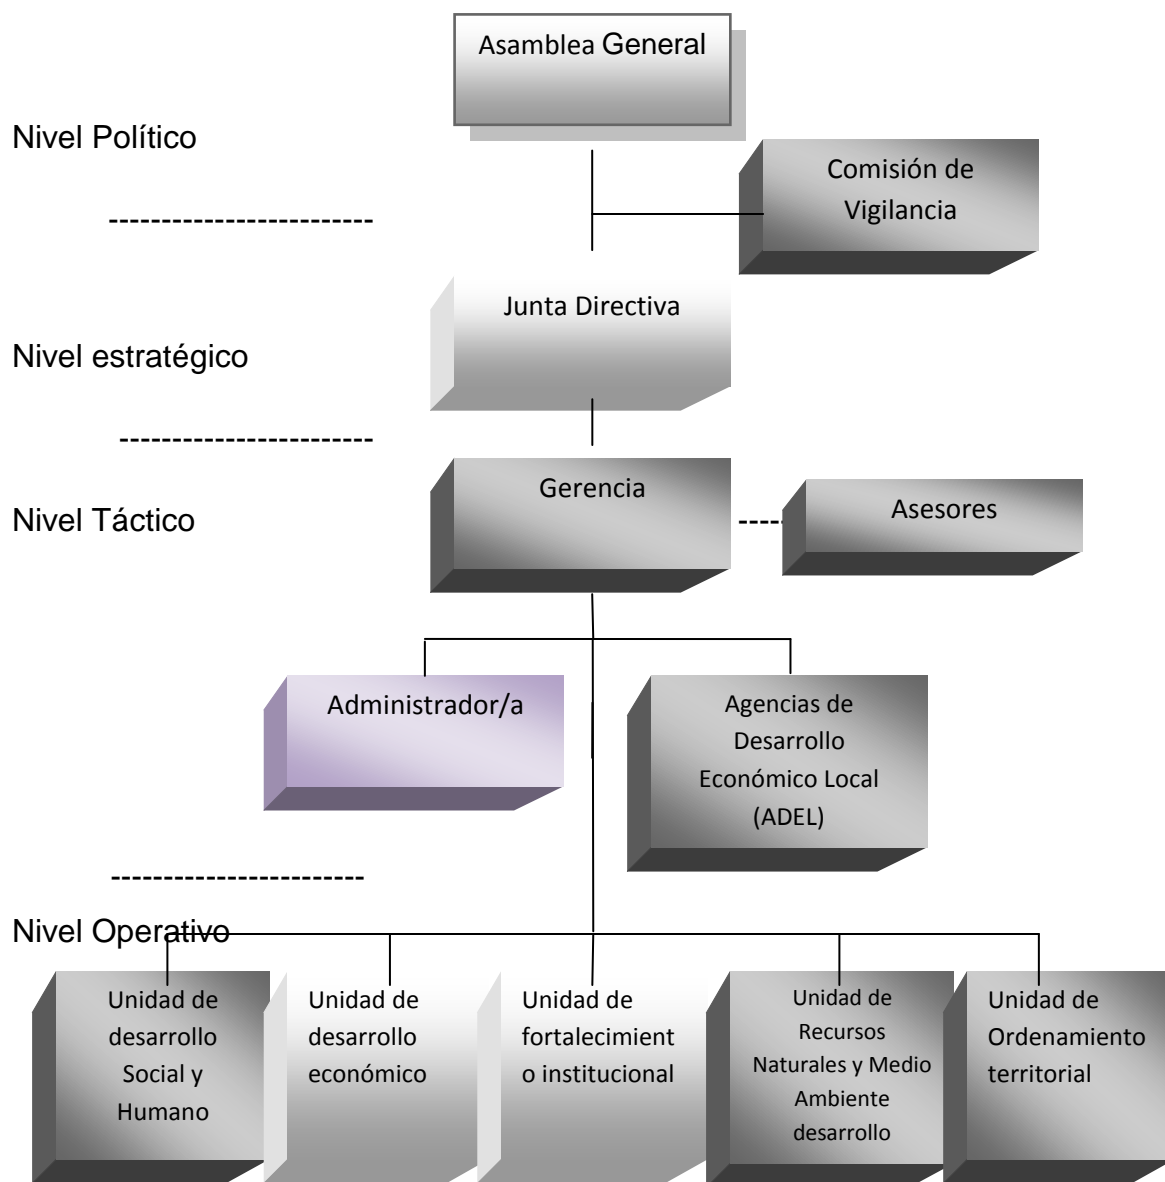 Asamblea General
Nivel Político
Comisión de
Vigilancia
------------------------
Junta Directiva
Nivel estratégico
-----------------------
Gerencia
Nivel Táctico
-----
Asesores
Administrador/a
Agencias de
Desarrollo
Económico Local
(ADEL)
-----------------------
Nivel Operativo
Unidad de
desarrollo
Social y
Humano
Unidad de
desarrollo
económico
Unidad de
fortalecimient
o institucional
Unidad de
Recursos
Naturales y Medio
Ambiente
desarrollo
Unidad de
Ordenamiento
territorial